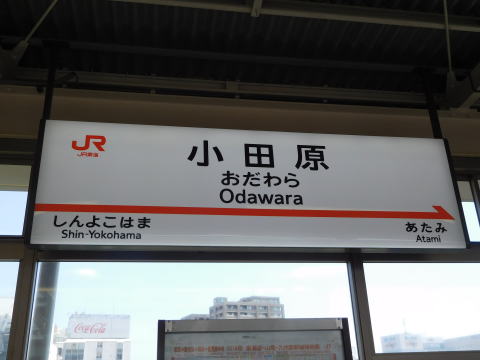 JR
JR東海
小田原
おだわら
Odawara
しんよこはま
Shin-Yokohama
あたみ
Atami
Coca-Cola